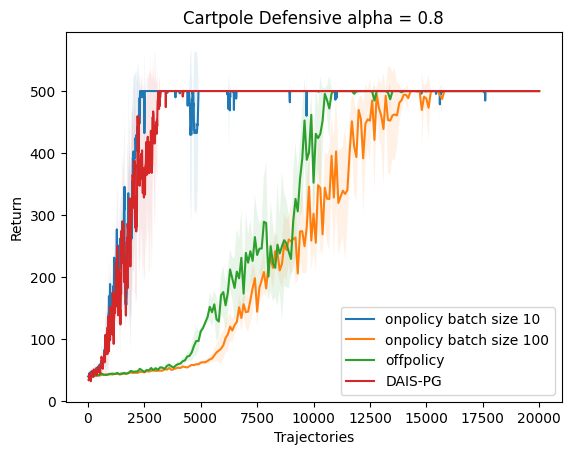 Cartpole Defensive alpha = 0.8
Return
500
400
300
200
100
0
0
2500
5000
7500
10000
12500
15000
17500
20000
Trajectories
onpolicy batch size 10
onpolicy batch size 100
offpolicy
DAIS-PG